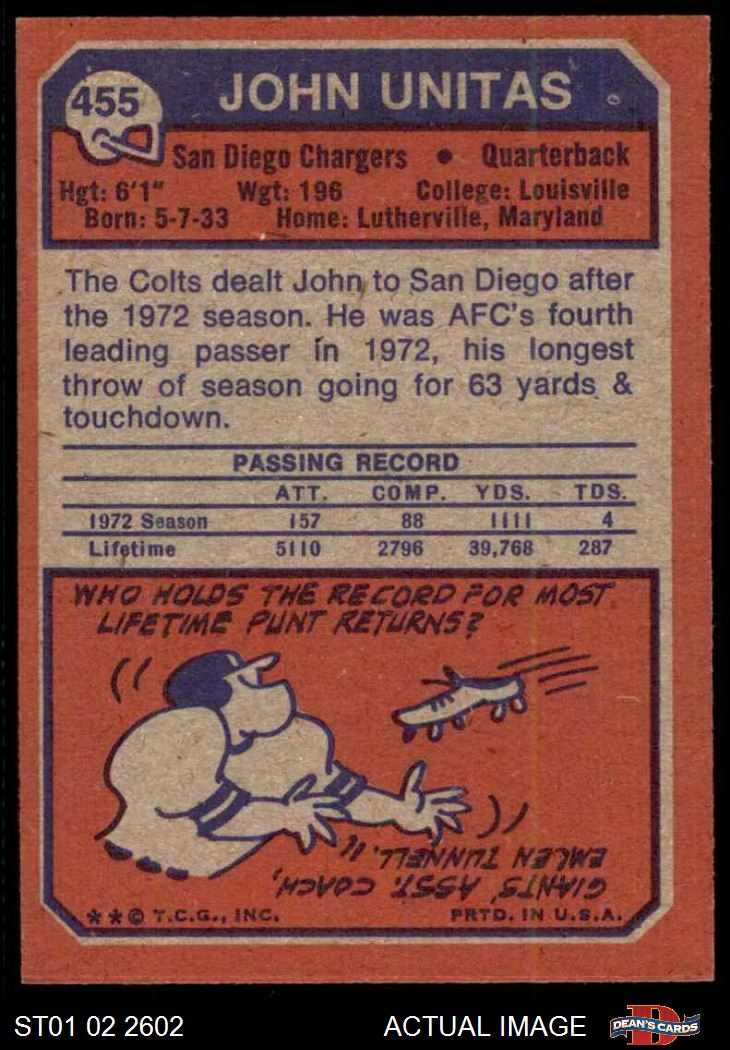 455
JOHN UNITAS
San Diego Chargers • Quarterback
Hgt: 6'1" Wgt: 196 College: Louisville
Born: 5-7-33 Home: Lutherville, Maryland
The Colts dealt John to San Diego after
the 1972 season. He was AFC's fourth
leading passer in 1972, his longest
throw of season going for 63 yards &
touchdown.
PASSING RECORD
ATT. COMP. YDS. TDS.
1972 Season 157 88 1111 4
Lifetime 5110 2796 39,768 287
WHO HOLDS THE RECORD FOR MOST
LIFETIME PUNT RETURNS?
GIANTS' ASST. COACH,
EMLEN TUNNELL.
**© T.C.G., INC. PRTD. IN U.S.A.
ST01 02 2602 ACTUAL IMAGE
D
DEAN'S CARDS